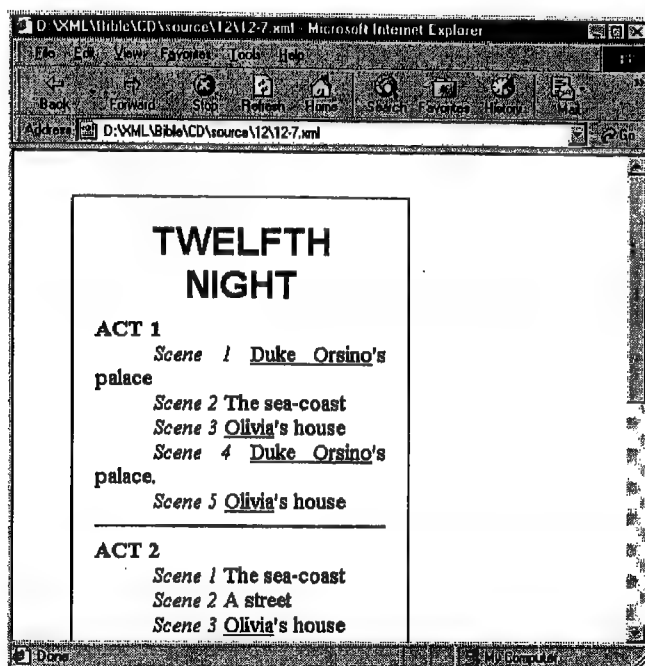 D:\XML\Bible\CD\source\12\12-7.xml - Microsoft Internet Explorer
File Edit View Favorites Tools Help
Back Forward Stop Refresh Home Search Favorites History Mail
Address D:\XML\Bible\CD\source\12\12-7.xml Go
TWELFTH
NIGHT
ACT 1
Scene 1 Duke Orsino's
palace
Scene 2 The sea-coast
Scene 3 Olivia's house
Scene 4 Duke Orsino's
palace.
Scene 5 Olivia's house
ACT 2
Scene 1 The sea-coast
Scene 2 A street
Scene 3 Olivia's house
Done My Computer